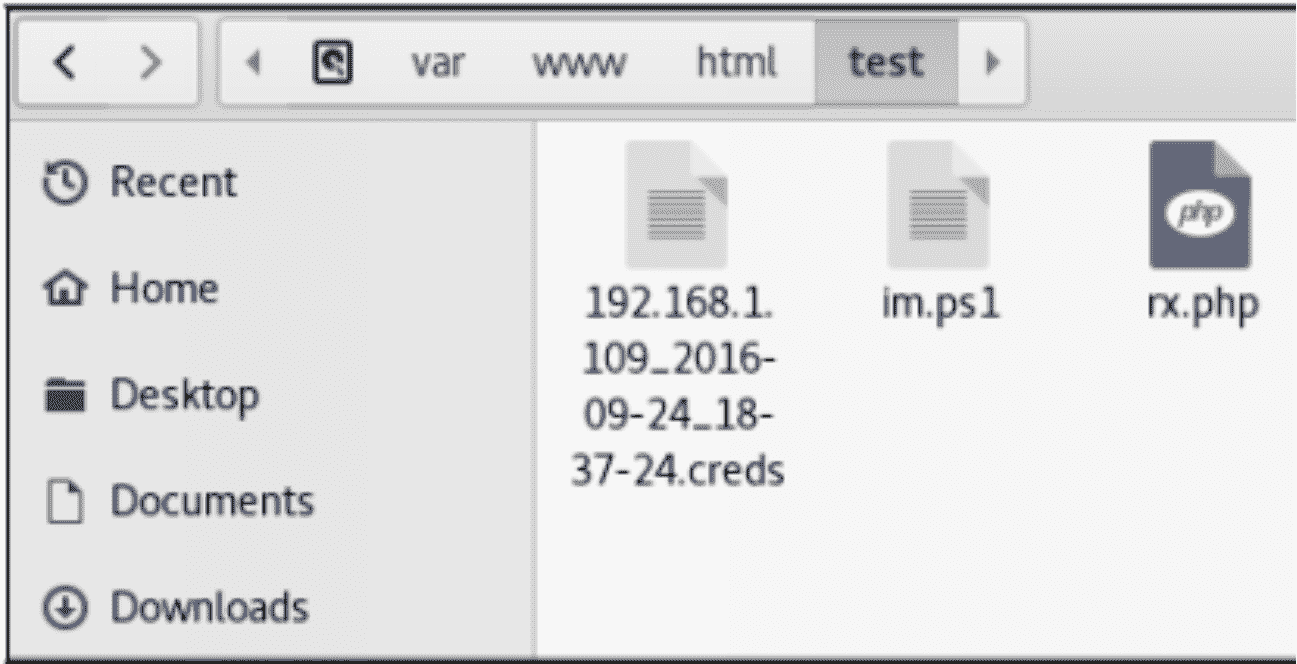 var www html test
Recent
Home
Desktop
Documents
Downloads
192.168.1.
109_2016-
09-24_18-
37-24.creds
im.ps1
php
rx.php